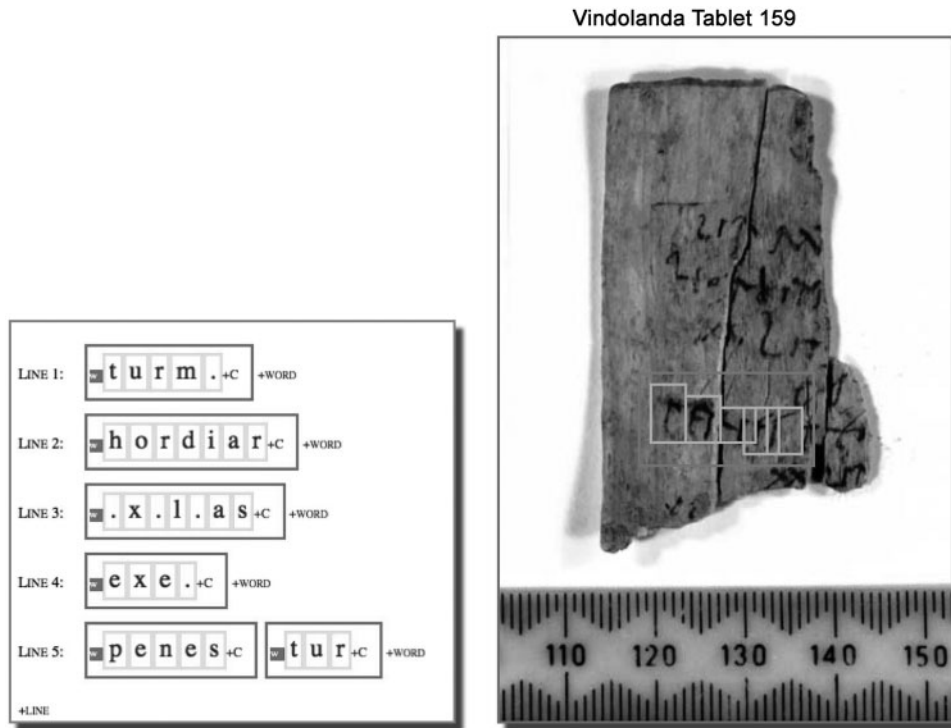 Vindolanda Tablet 159
LINE 1: w turm. +C +WORD
LINE 2: w hordiar +C +WORD
LINE 3: w .x.l.as +C +WORD
LINE 4: w exe. +C +WORD
LINE 5: w penes +C w tur +C +WORD
+LINE
110 120 130 140 150